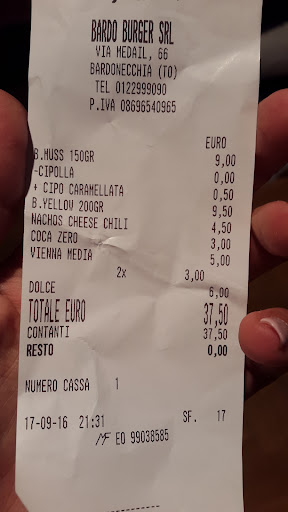 BARDO BURGER SRL
VIA MEDAIL, 66
BARDONECCHIA (TO)
TEL 0122999090
P.IVA 08696540965
EURO
B.HUSS 150GR 9,00
-CIPOLLA 0,00
+ CIPO CARAMELLATA 0,50
B.YELLOV 200GR 9,50
NACHOS CHEESE CHILI 4,50
COCA ZERO 3,00
VIENNA MEDIA 5,00
2x 3,00
DOLCE 6,00
TOTALE EURO 37,50
CONTANTI 37,50
RESTO 0,00
NUMERO CASSA 1
17-09-16 21:31 SF. 17
MF EO 99038585